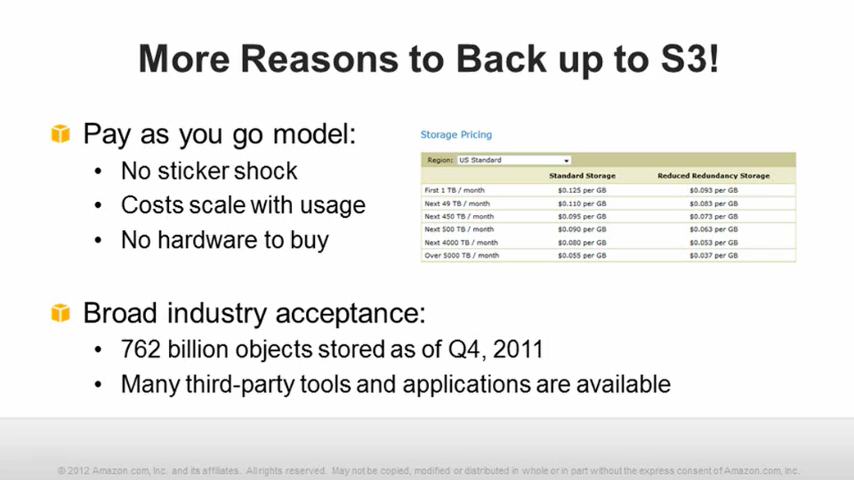 More Reasons to Back up to S3!
Pay as you go model:
• No sticker shock
• Costs scale with usage
• No hardware to buy
Storage Pricing
Region: US Standard
Standard Storage Reduced Redundancy Storage
First 1 TB / month $0.125 per GB $0.093 per GB
Next 49 TB / month $0.110 per GB $0.083 per GB
Next 450 TB / month $0.095 per GB $0.073 per GB
Next 500 TB / month $0.090 per GB $0.063 per GB
Next 4000 TB / month $0.080 per GB $0.053 per GB
Over 5000 TB / month $0.055 per GB $0.037 per GB
Broad industry acceptance:
• 762 billion objects stored as of Q4, 2011
• Many third-party tools and applications are available
© 2012 Amazon.com, Inc. and its affiliates. All rights reserved. May not be copied, modified or distributed in whole or in part without the express consent of Amazon.com, Inc.